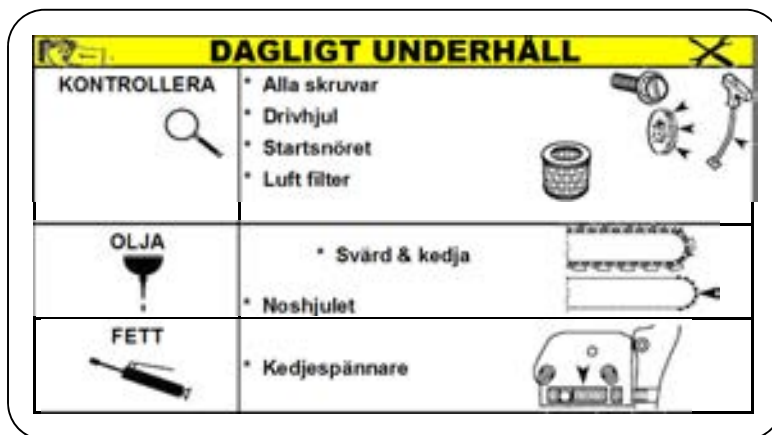 DAGLIGT UNDERHÅLL
KONTROLLERA
* Alla skruvar
* Drivhjul
* Startsnöret
* Luft filter
OLJA
* Svärd & kedja
* Noshjulet
FETT
* Kedjespännare